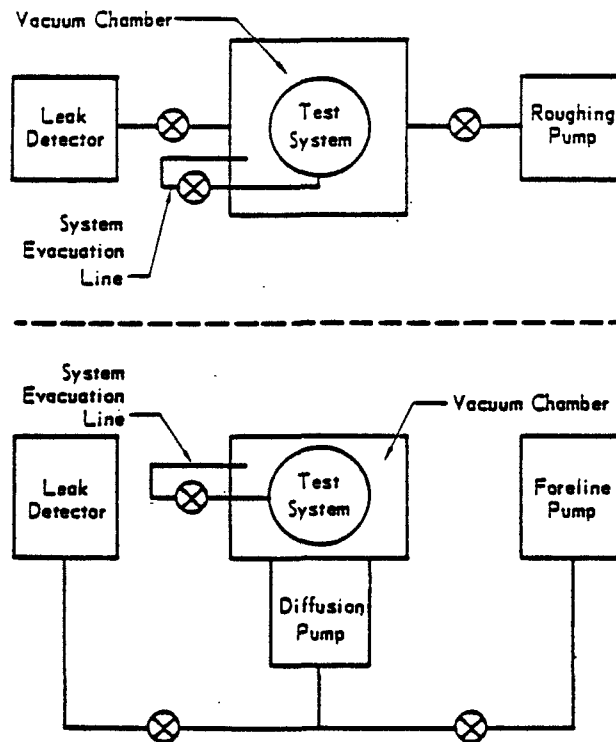 Vacuum Chamber
Leak
Detector
Test
System
Roughing
Pump
System
Evacuation
Line
System
Evacuation
Line
Vacuum Chamber
Leak
Detector
Test
System
Foreline
Pump
Diffusion
Pump